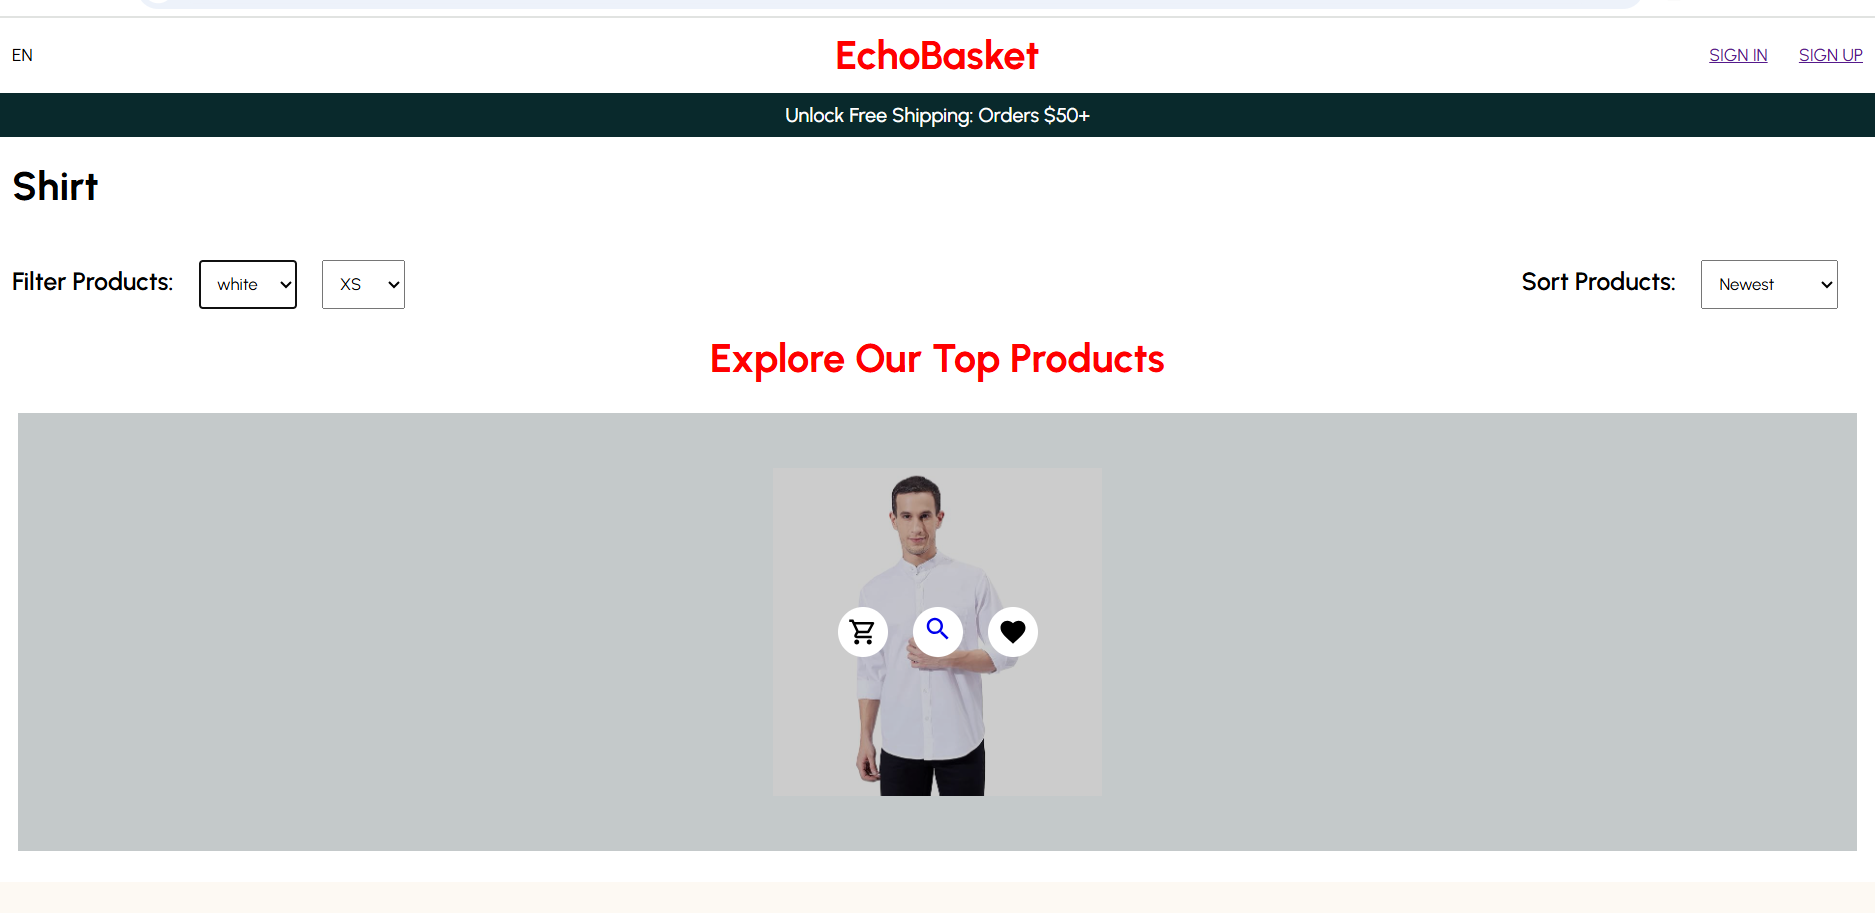 EN
EchoBasket
SIGN IN
SIGN UP
Unlock Free Shipping: Orders $50+
Shirt
Filter Products:
white
XS
Sort Products:
Newest
Explore Our Top Products